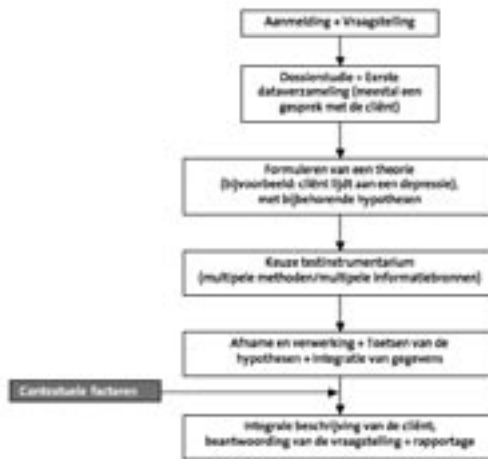 Aanmelding + Vraagstelling
Dossierstudie + Eerste
dataverzameling (meestal een
gesprek met de cliënt)
Formuleren van een theorie
(bijvoorbeeld: cliënt lijdt aan een depressie),
met bijbehorende hypothesen
Keuze testinstrumentarium
(multipele methoden/multipele informatiebronnen)
Afname en verwerking + Toetsen van de
hypothesen + Integratie van gegevens
Contextuele factoren
Integrale beschrijving van de cliënt,
beantwoording van de vraagstelling + rapportage